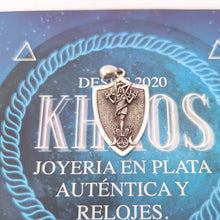 DESDE 2020
KHAOS
JOYERIA EN PLATA
AUTÉNTICA Y
RELOJES.